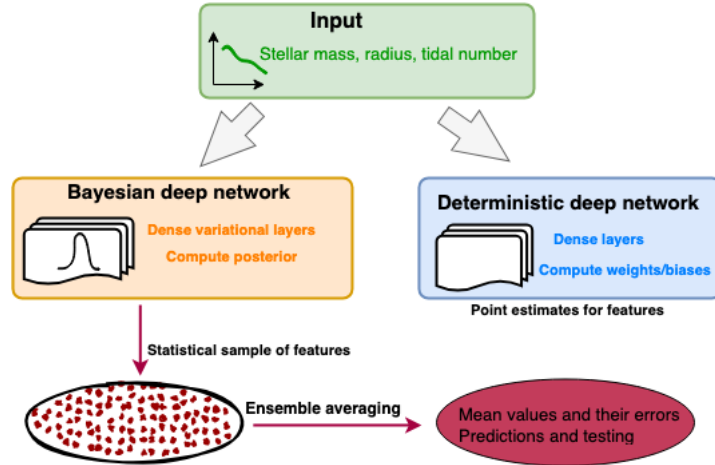 Input
Stellar mass, radius, tidal number
Bayesian deep network
Dense variational layers
Compute posterior
Deterministic deep network
Dense layers
Compute weights/biases
Point estimates for features
Statistical sample of features
Ensemble averaging
Mean values and their errors
Predictions and testing